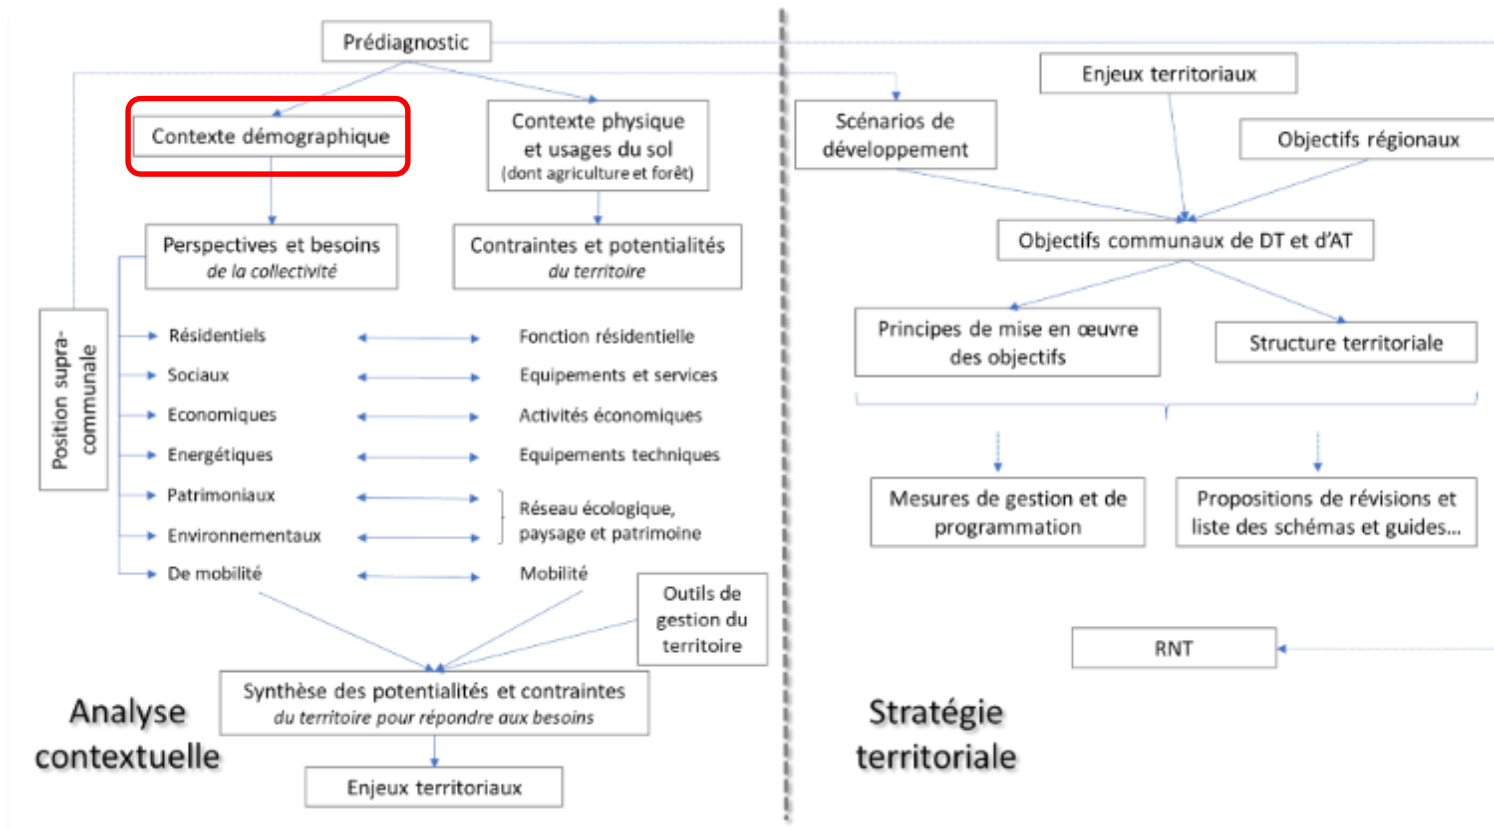 Prédiagnostic
Contexte démographique
Contexte physique
et usages du sol
(dont agriculture et forêt)
Perspectives et besoins
de la collectivité
Contraintes et potentialités
du territoire
Position supra-
communale
Résidentiels
Fonction résidentielle
Sociaux
Equipements et services
Economiques
Activités économiques
Energétiques
Equipements techniques
Patrimoniaux
Environnementaux
Réseau écologique,
paysage et patrimoine
De mobilité
Mobilité
Outils de
gestion du
territoire
Synthèse des potentialités et contraintes
du territoire pour répondre aux besoins
Enjeux territoriaux
Analyse
contextuelle
Enjeux territoriaux
Scénarios de
développement
Objectifs régionaux
Objectifs communaux de DT et d'AT
Principes de mise en œuvre
des objectifs
Structure territoriale
Mesures de gestion et de
programmation
Propositions de révisions et
liste des schémas et guides...
RNT
Stratégie
territoriale